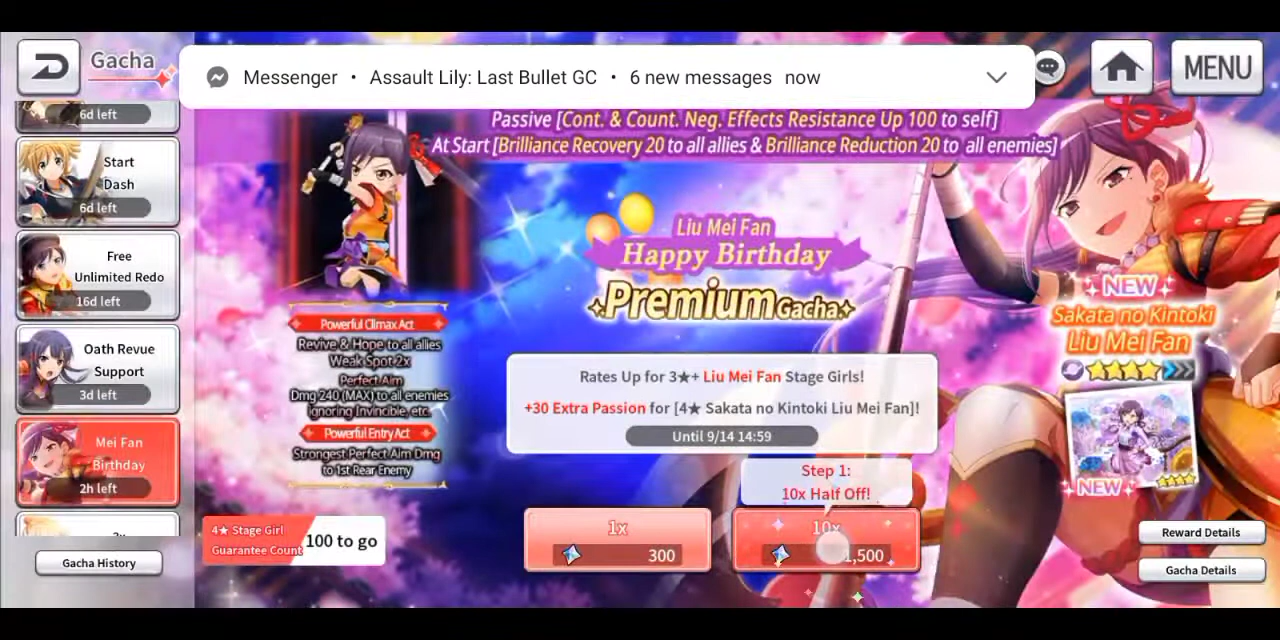 Gacha
Messenger • Assault Lily: Last Bullet GC • 6 new messages now
MENU
6d left
Start
Dash
6d left
Free
Unlimited Redo
16d left
Oath Revue
Support
3d left
Mei Fan
Birthday
2h left
Gacha History
Passive [Cont. & Count. Neg. Effects Resistance Up 100 to self]
At Start [Brilliance Recovery 20 to all allies & Brilliance Reduction 20 to all enemies]
Liu Mei Fan
Happy Birthday
Premium Gacha
Powerful Climax Act
Revive & Hope to all allies
Weak Spot 2x
Perfect Aim
Dmg 240 (MAX) to all enemies
ignoring Invincible, etc.
Powerful Entry Act
Strongest Perfect Aim Dmg
to 1st Rear Enemy
Rates Up for 3★+ Liu Mei Fan Stage Girls!
+30 Extra Passion for [4★ Sakata no Kintoki Liu Mei Fan]!
Until 9/14 14:59
NEW
Sakata no Kintoki
Liu Mei Fan
NEW
Step 1:
10x Half Off!
4★ Stage Girl
Guarantee Count
100 to go
1x
300
10x
1,500
Reward Details
Gacha Details